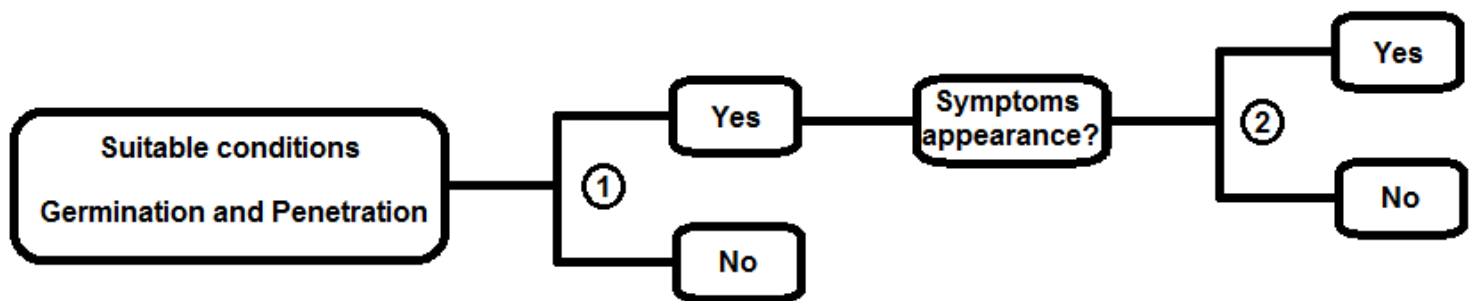 Suitable conditions
Germination and Penetration
1
Yes
No
Symptoms
appearance?
2
Yes
No